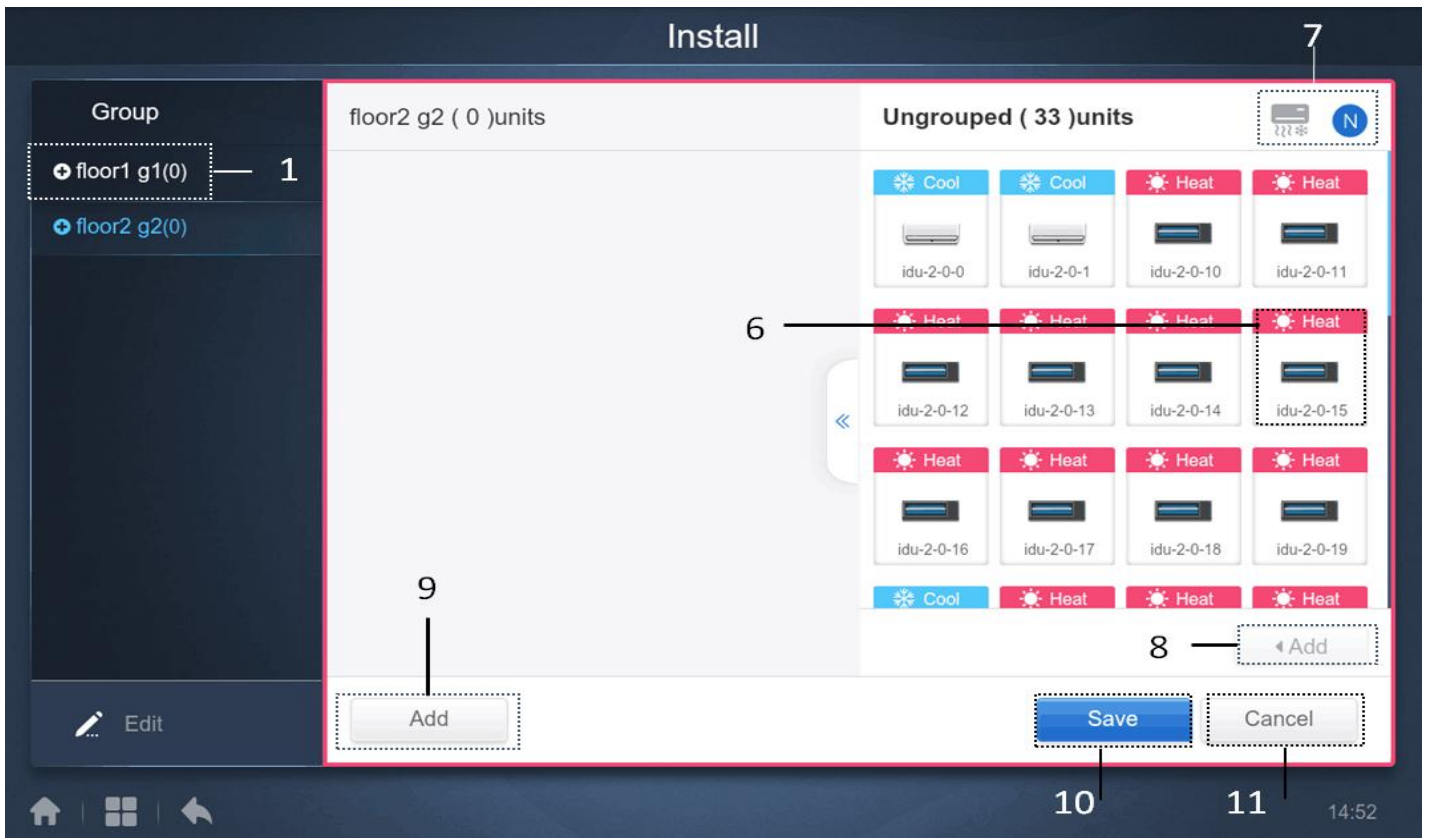 Install
7
Group
floor2 g2 ( 0 )units
Ungrouped ( 33 )units
N
floor1 g1(0)
1
floor2 g2(0)
Cool Cool Heat Heat
idu-2-0-0 idu-2-0-1 idu-2-0-10 idu-2-0-11
6
Heat Heat Heat Heat
idu-2-0-12 idu-2-0-13 idu-2-0-14 idu-2-0-15
Heat Heat Heat Heat
idu-2-0-16 idu-2-0-17 idu-2-0-18 idu-2-0-19
9
Cool Heat Heat Heat
8
Add
Edit
Add
Save
Cancel
10
11
14:52